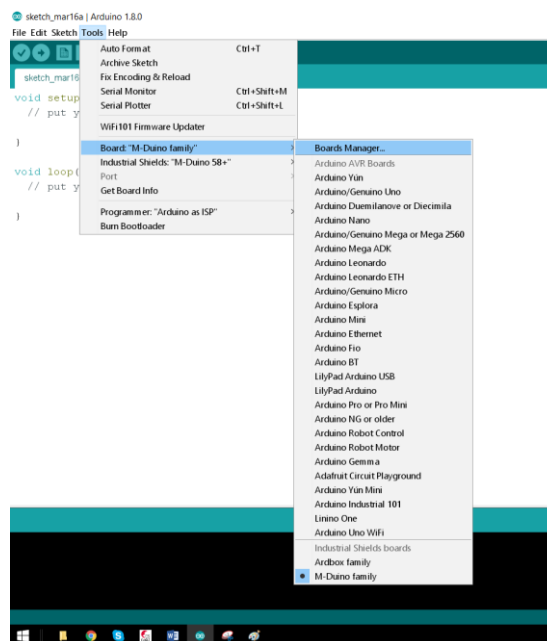 sketch_mar16a | Arduino 1.8.0
File Edit Sketch Tools Help
sketch_mar16
void setup
// put y
}
void loop(
// put y
}
Auto Format Ctrl+T
Archive Sketch
Fix Encoding & Reload
Serial Monitor Ctrl+Shift+M
Serial Plotter Ctrl+Shift+L
WiFi101 Firmware Updater
Board: "M-Duino family"
Industrial Shields: "M-Duino 58+"
Port
Get Board Info
Programmer: "Arduino as ISP"
Burn Bootloader
Boards Manager...
Arduino AVR Boards
Arduino Yún
Arduino/Genuino Uno
Arduino Duemilanove or Diecimila
Arduino Nano
Arduino/Genuino Mega or Mega 2560
Arduino Mega ADK
Arduino Leonardo
Arduino Leonardo ETH
Arduino/Genuino Micro
Arduino Esplora
Arduino Mini
Arduino Ethernet
Arduino Fio
Arduino BT
LilyPad Arduino USB
LilyPad Arduino
Arduino Pro or Pro Mini
Arduino NG or older
Arduino Robot Control
Arduino Robot Motor
Arduino Gemma
Adafruit Circuit Playground
Arduino Yún Mini
Arduino Industrial 101
Linino One
Arduino Uno WiFi
Industrial Shields boards
Ardbox family
M-Duino family